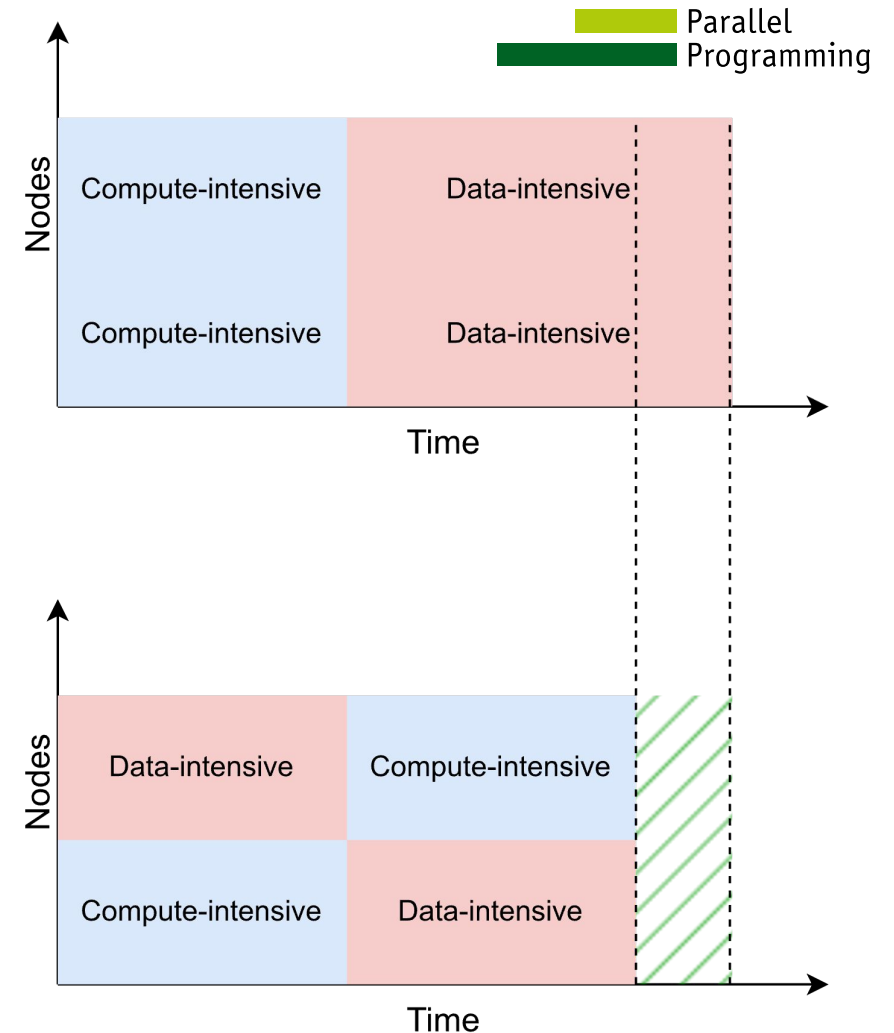 Parallel
Programming
Nodes
Compute-intensive
Data-intensive
Compute-intensive
Data-intensive
Time
Nodes
Data-intensive
Compute-intensive
Compute-intensive
Data-intensive
Time